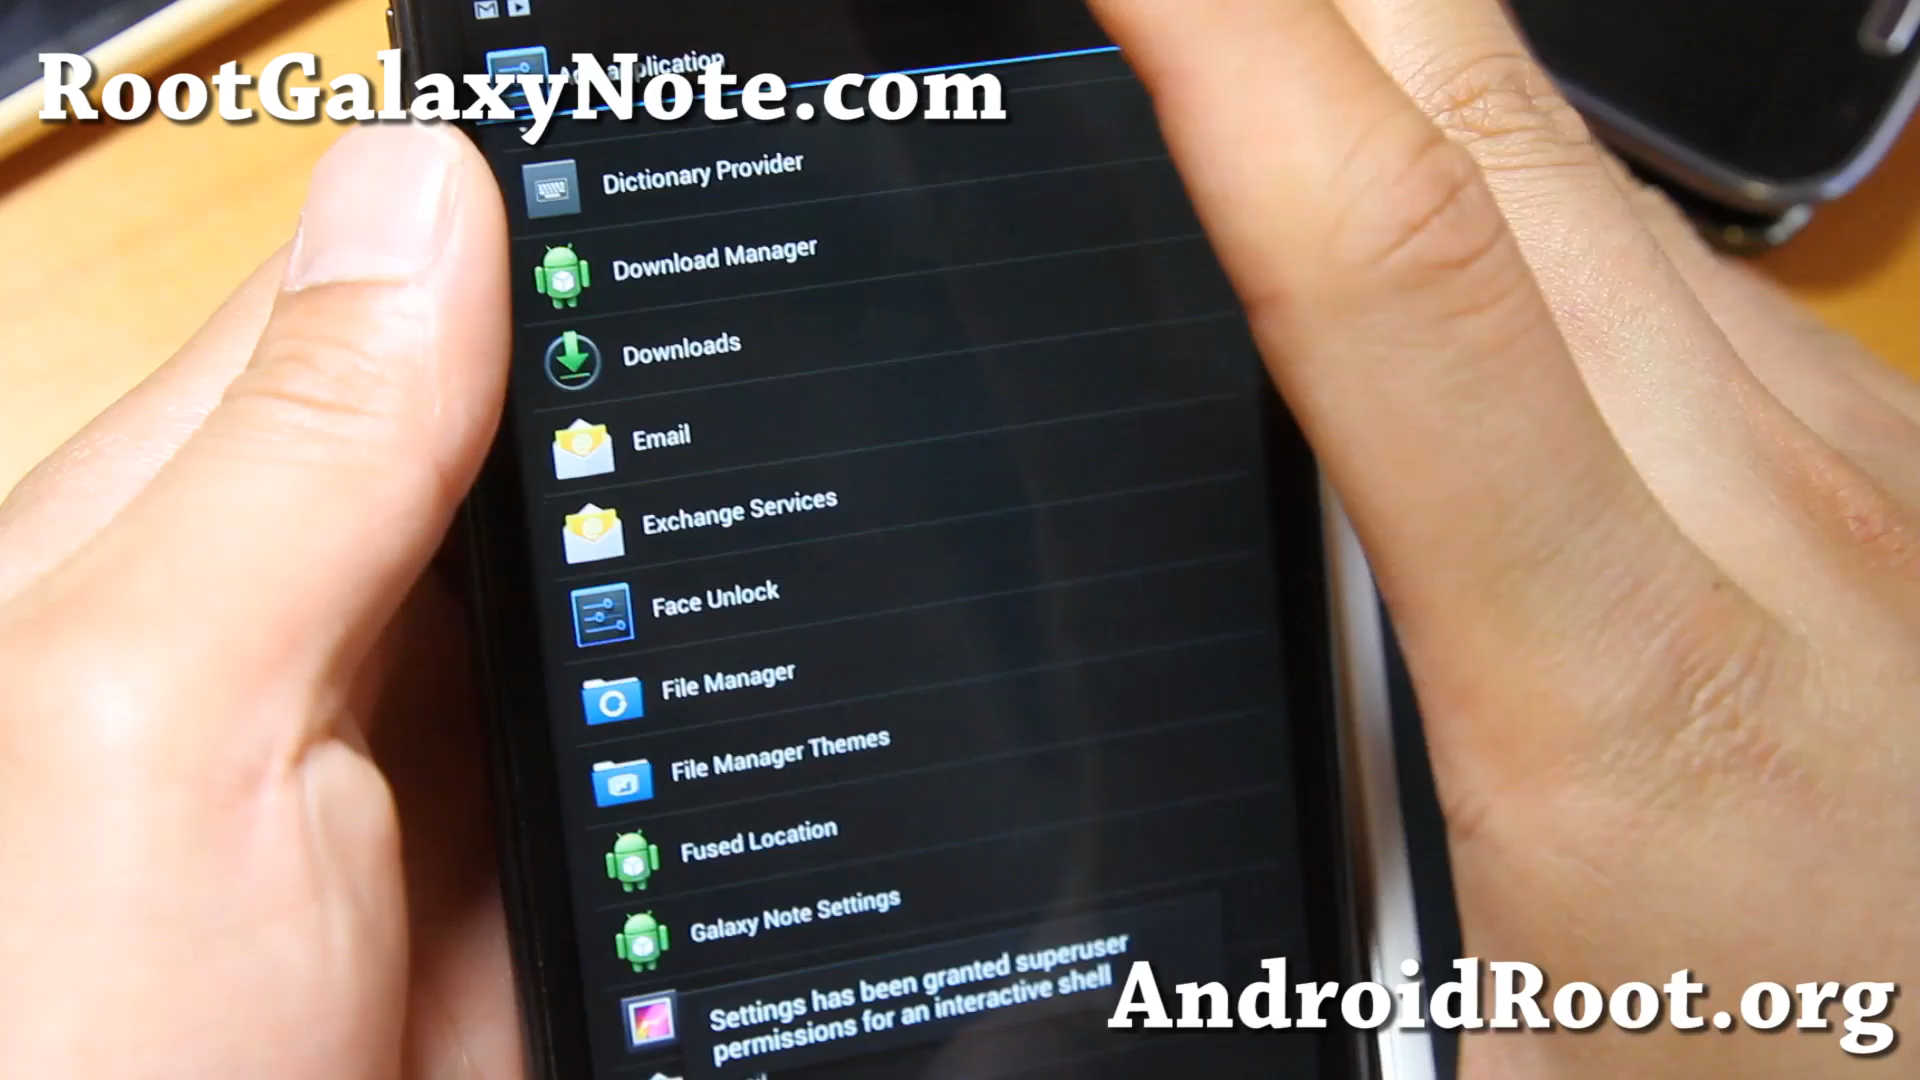 RootGalaxyNote.com
Dictionary Provider
Download Manager
Downloads
Email
Exchange Services
Face Unlock
File Manager
File Manager Themes
Fused Location
Galaxy Note Settings
Settings has been granted superuser
permissions for an interactive shell
AndroidRoot.org